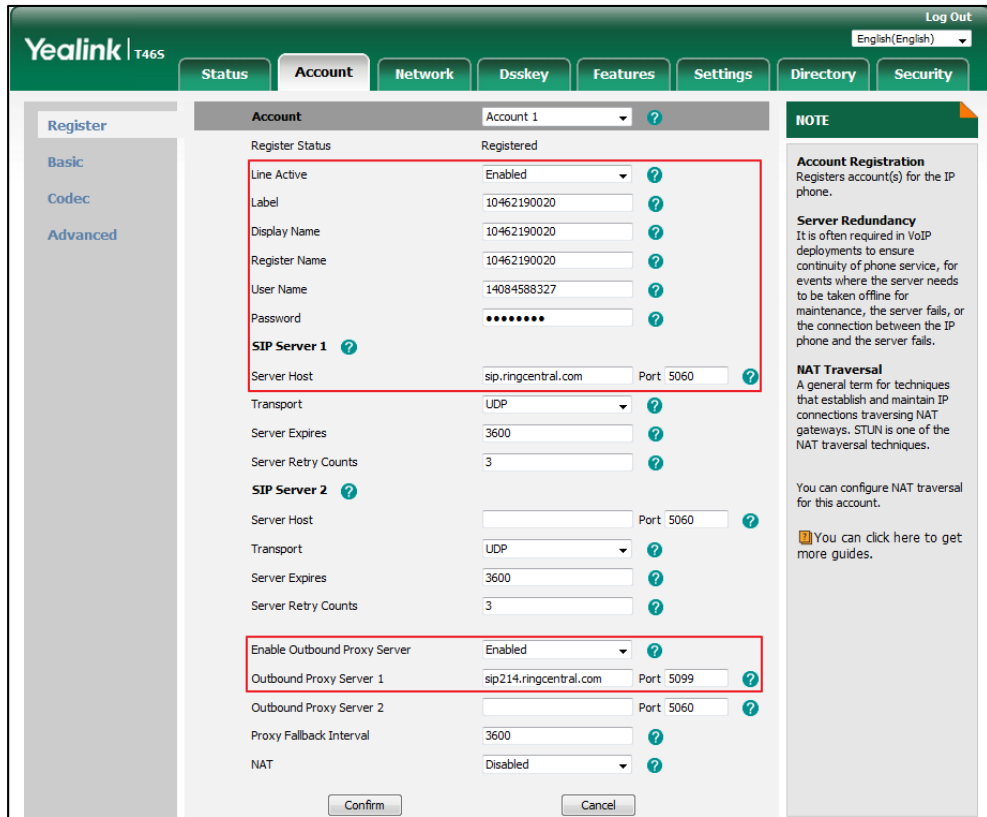 Log Out
Yealink | T46S
English(English)
Status Account Network Dsskey Features Settings Directory Security
Register
Basic
Codec
Advanced
Account Account 1
Register Status Registered
Line Active Enabled
Label 10462190020
Display Name 10462190020
Register Name 10462190020
User Name 14084588327
Password ••••••••
SIP Server 1
Server Host sip.ringcentral.com Port 5060
Transport UDP
Server Expires 3600
Server Retry Counts 3
SIP Server 2
Server Host Port 5060
Transport UDP
Server Expires 3600
Server Retry Counts 3
Enable Outbound Proxy Server Enabled
Outbound Proxy Server 1 sip214.ringcentral.com Port 5099
Outbound Proxy Server 2 Port 5060
Proxy Fallback Interval 3600
NAT Disabled
Confirm Cancel
NOTE
Account Registration
Registers account(s) for the IP
phone.
Server Redundancy
It is often required in VoIP
deployments to ensure
continuity of phone service, for
events where the server needs
to be taken offline for
maintenance, the server fails, or
the connection between the IP
phone and the server fails.
NAT Traversal
A general term for techniques
that establish and maintain IP
connections traversing NAT
gateways. STUN is one of the
NAT traversal techniques.
You can configure NAT traversal
for this account.
You can click here to get
more guides.